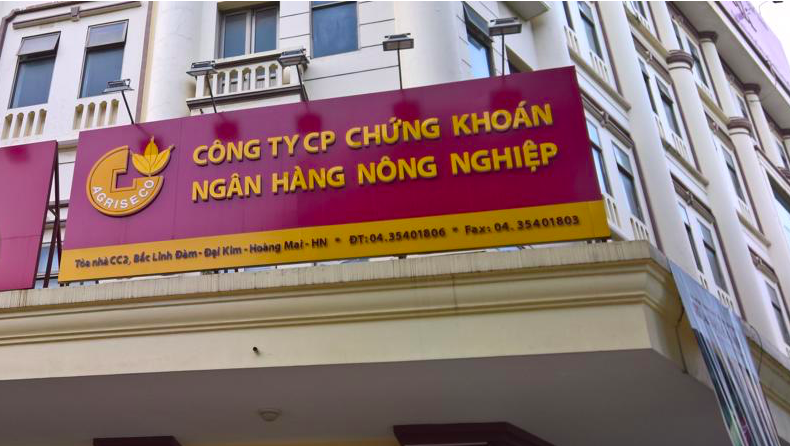 AGRISECO
CÔNG TY CP CHỨNG KHOÁN
NGÂN HÀNG NÔNG NGHIỆP
Tòa nhà CC2, Bắc Linh Đàm - Đại Kim - Hoàng Mai - HN * ĐT: 04.35401806 * Fax: 04. 35401803